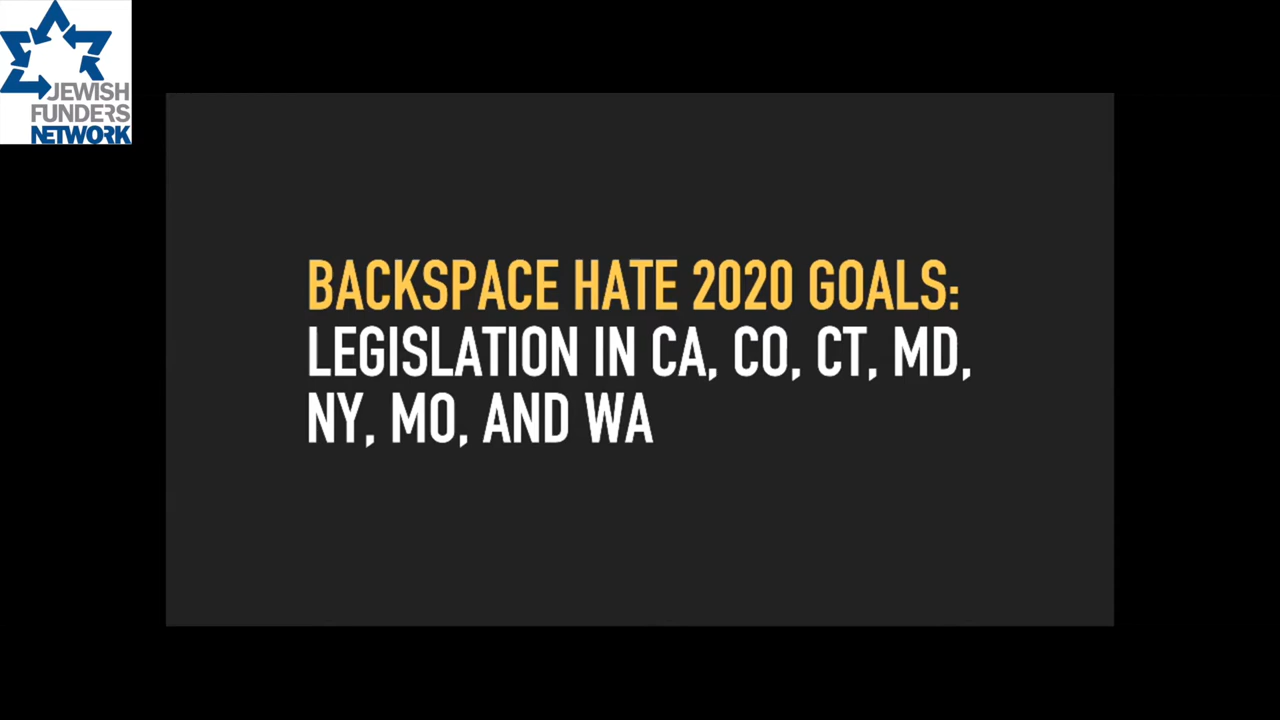 JEWISH
FUNDERS
NETWORK
BACKSPACE HATE 2020 GOALS:
LEGISLATION IN CA, CO, CT, MD,
NY, MO, AND WA